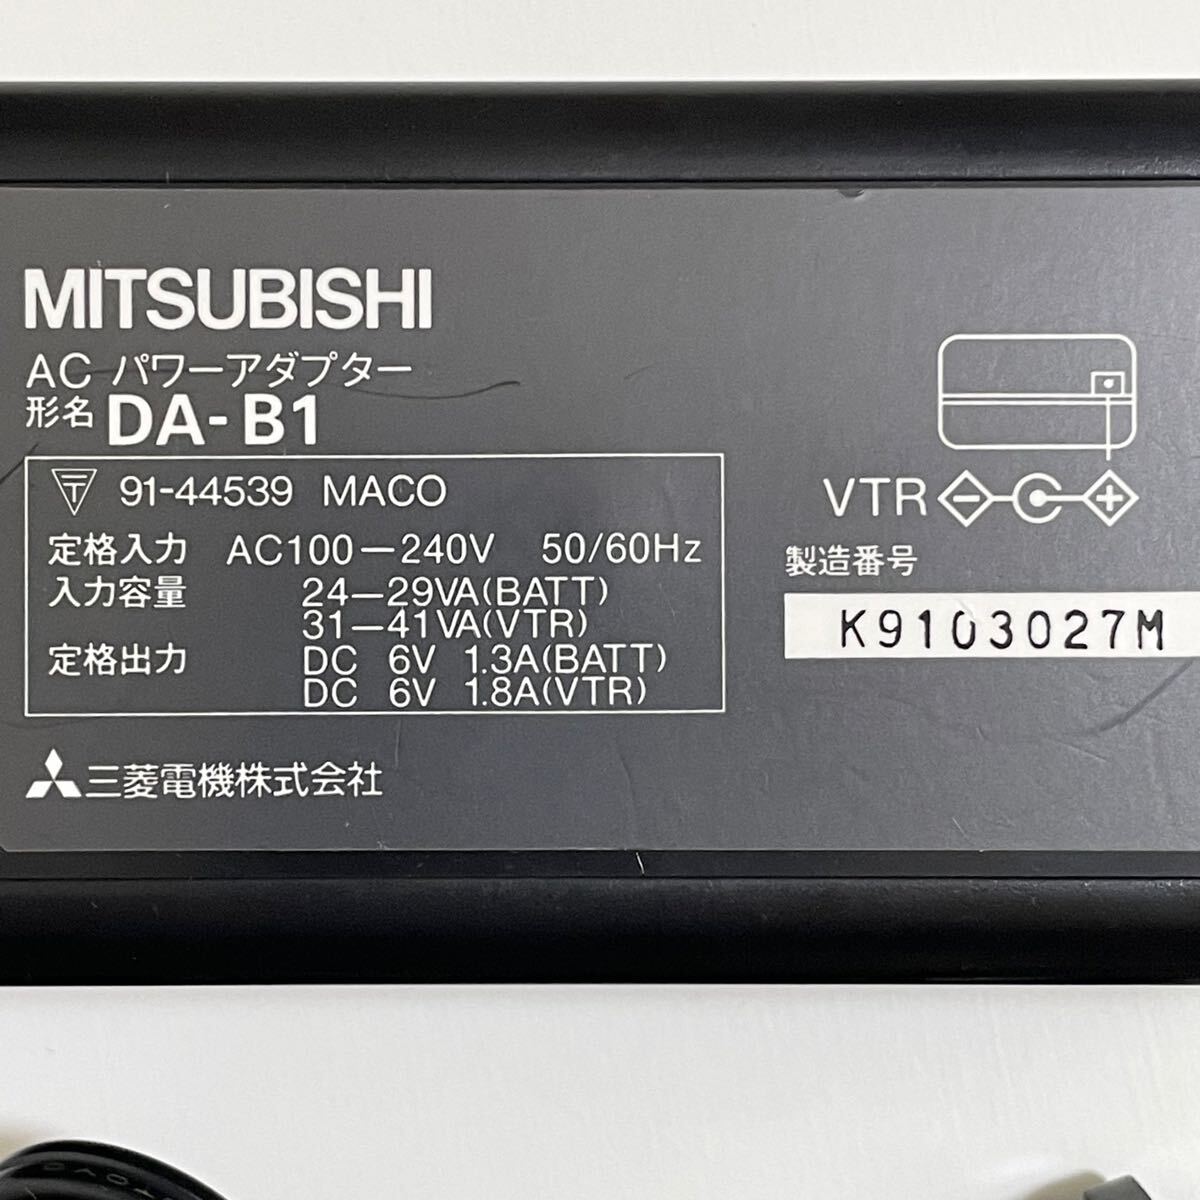 MITSUBISHI
AC パワーアダプター
形名 DA-B1
〒 91-44539 MACO
定格入力 AC100-240V 50/60Hz
入力容量 24-29VA(BATT)
31-41VA(VTR)
定格出力 DC 6V 1.3A(BATT)
DC 6V 1.8A(VTR)
三菱電機株式会社
VTR
製造番号
K9103027M